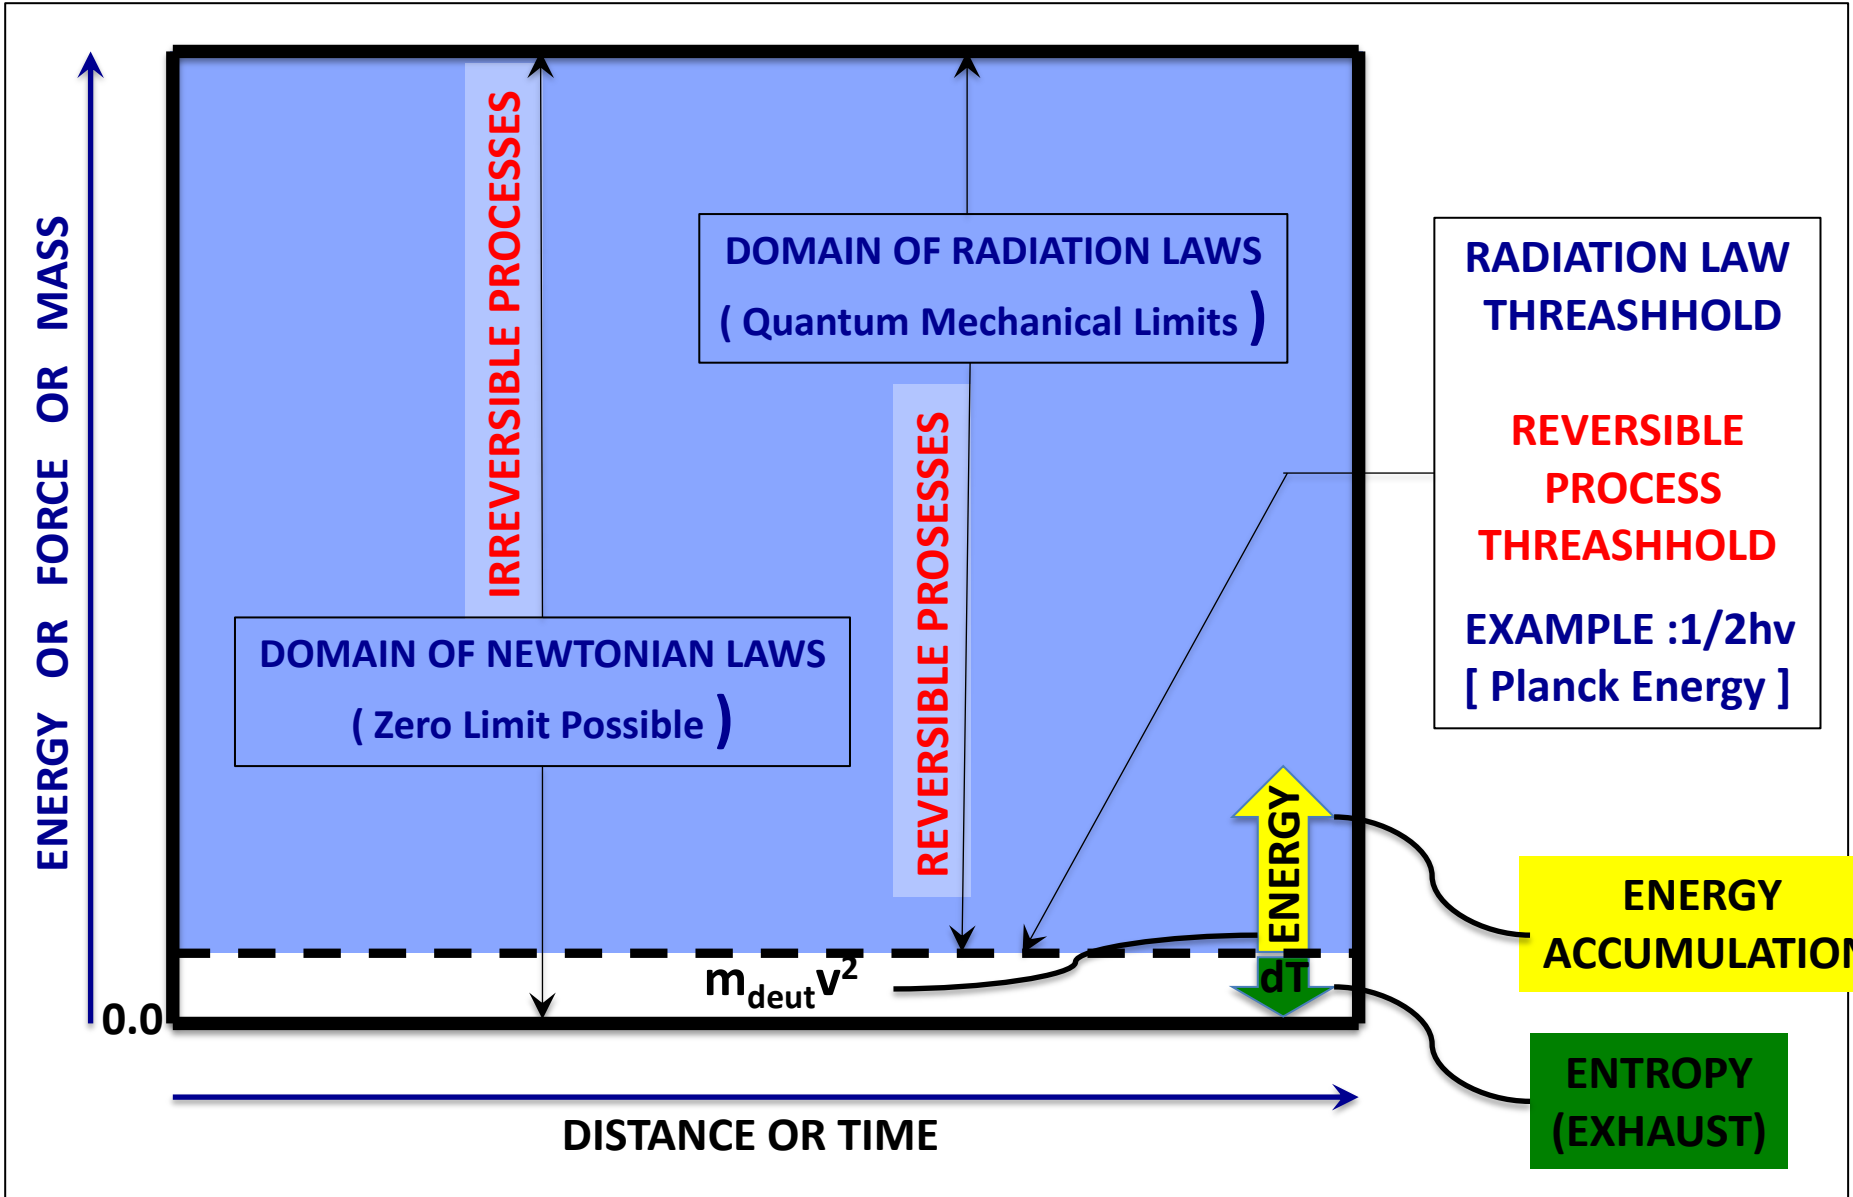 ENERGY OR FORCE OR MASS
IRREVERSIBLE PROCESSES
DOMAIN OF RADIATION LAWS
( Quantum Mechanical Limits )
REVERSIBLE PROSESSES
DOMAIN OF NEWTONIAN LAWS
( Zero Limit Possible )
RADIATION LAW
THREASHHOLD
REVERSIBLE
PROCESS
THREASHHOLD
EXAMPLE :1/2hv
[ Planck Energy ]
ENERGY
dT
m_deut v²
0.0
ENERGY
ACCUMULATION
ENTROPY
(EXHAUST)
DISTANCE OR TIME